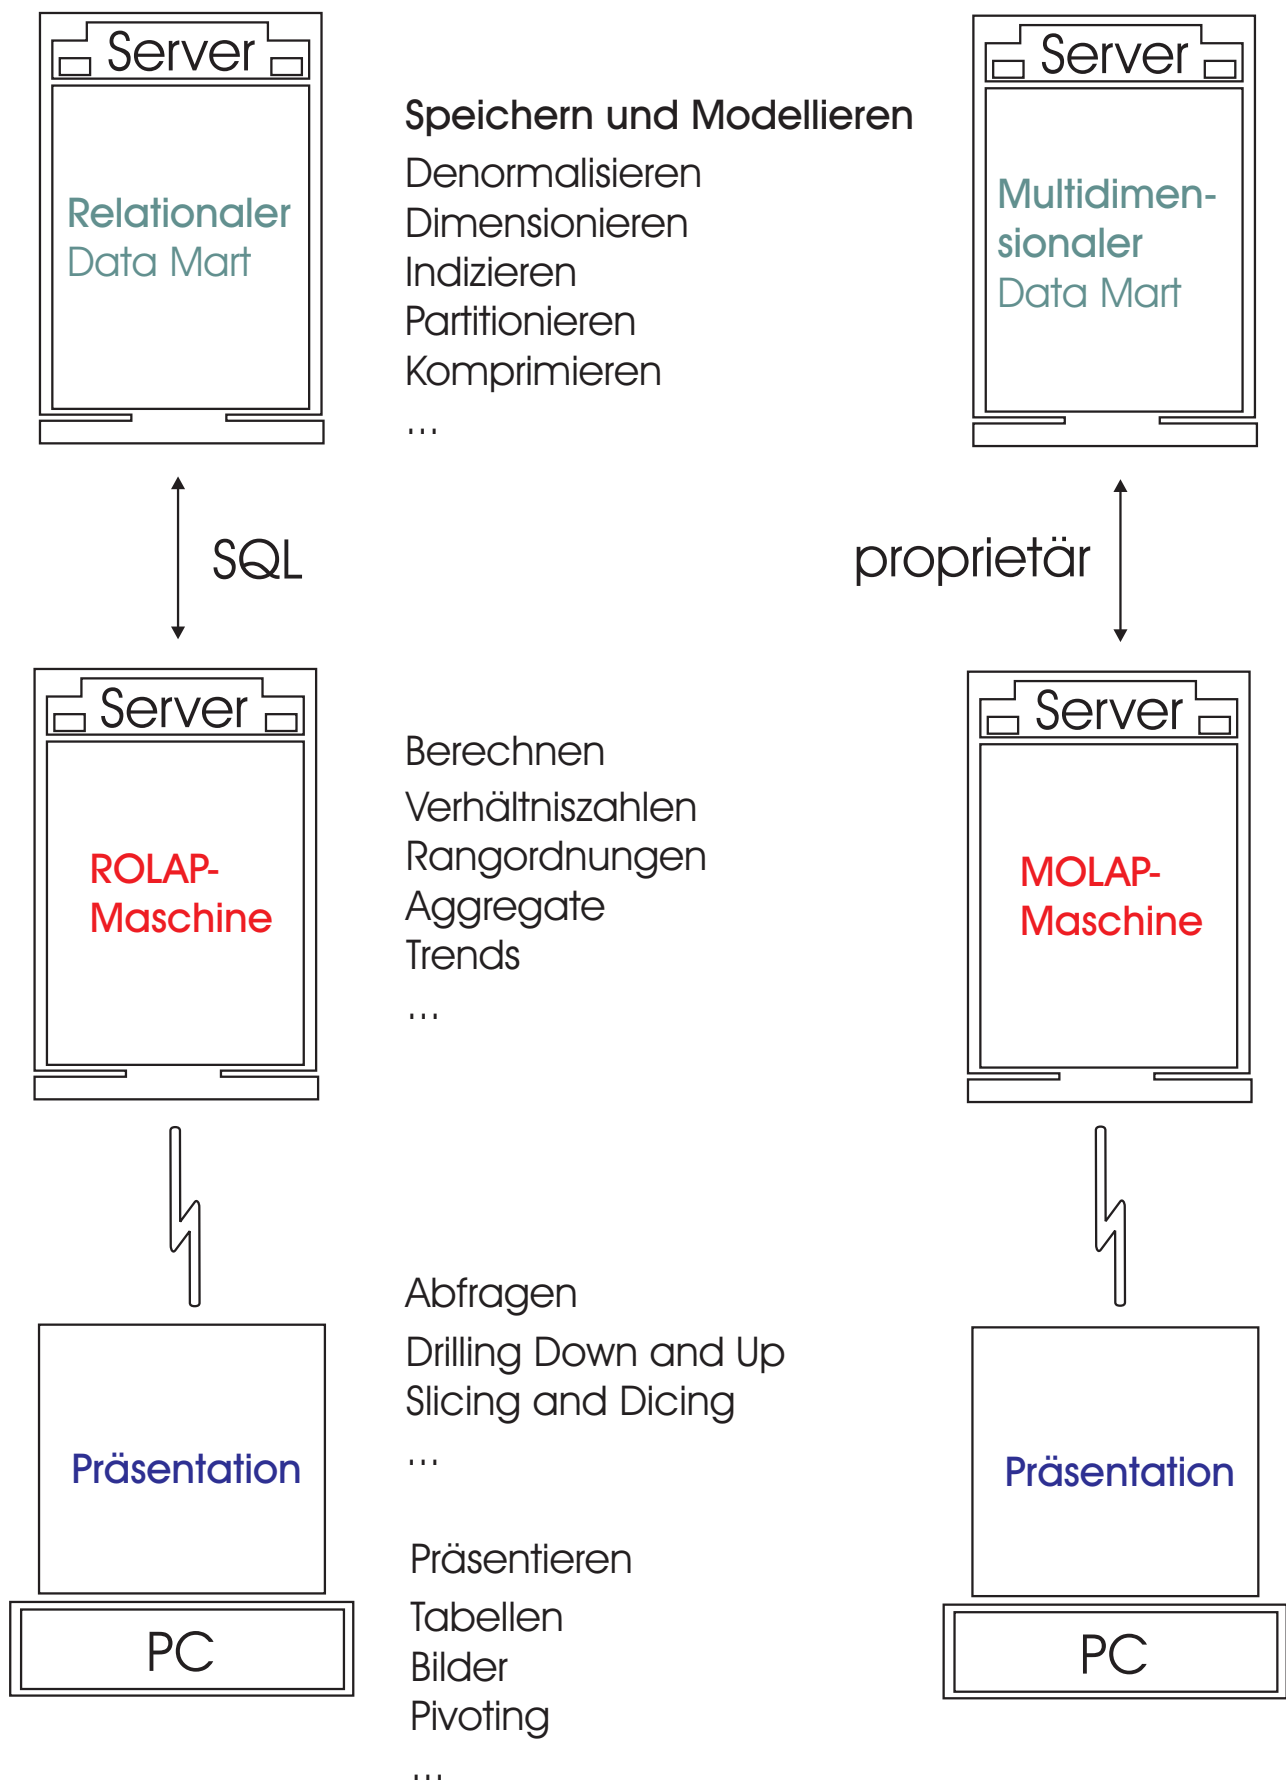 Server
Relationaler
Data Mart
SQL
Server
ROLAP-
Maschine
Präsentation
PC
Speichern und Modellieren
Denormalisieren
Dimensionieren
Indizieren
Partitionieren
Komprimieren
...
Berechnen
Verhältniszahlen
Rangordnungen
Aggregate
Trends
...
Abfragen
Drilling Down and Up
Slicing and Dicing
...
Präsentieren
Tabellen
Bilder
Pivoting
...
Server
Multidimen-
sionaler
Data Mart
proprietär
Server
MOLAP-
Maschine
Präsentation
PC